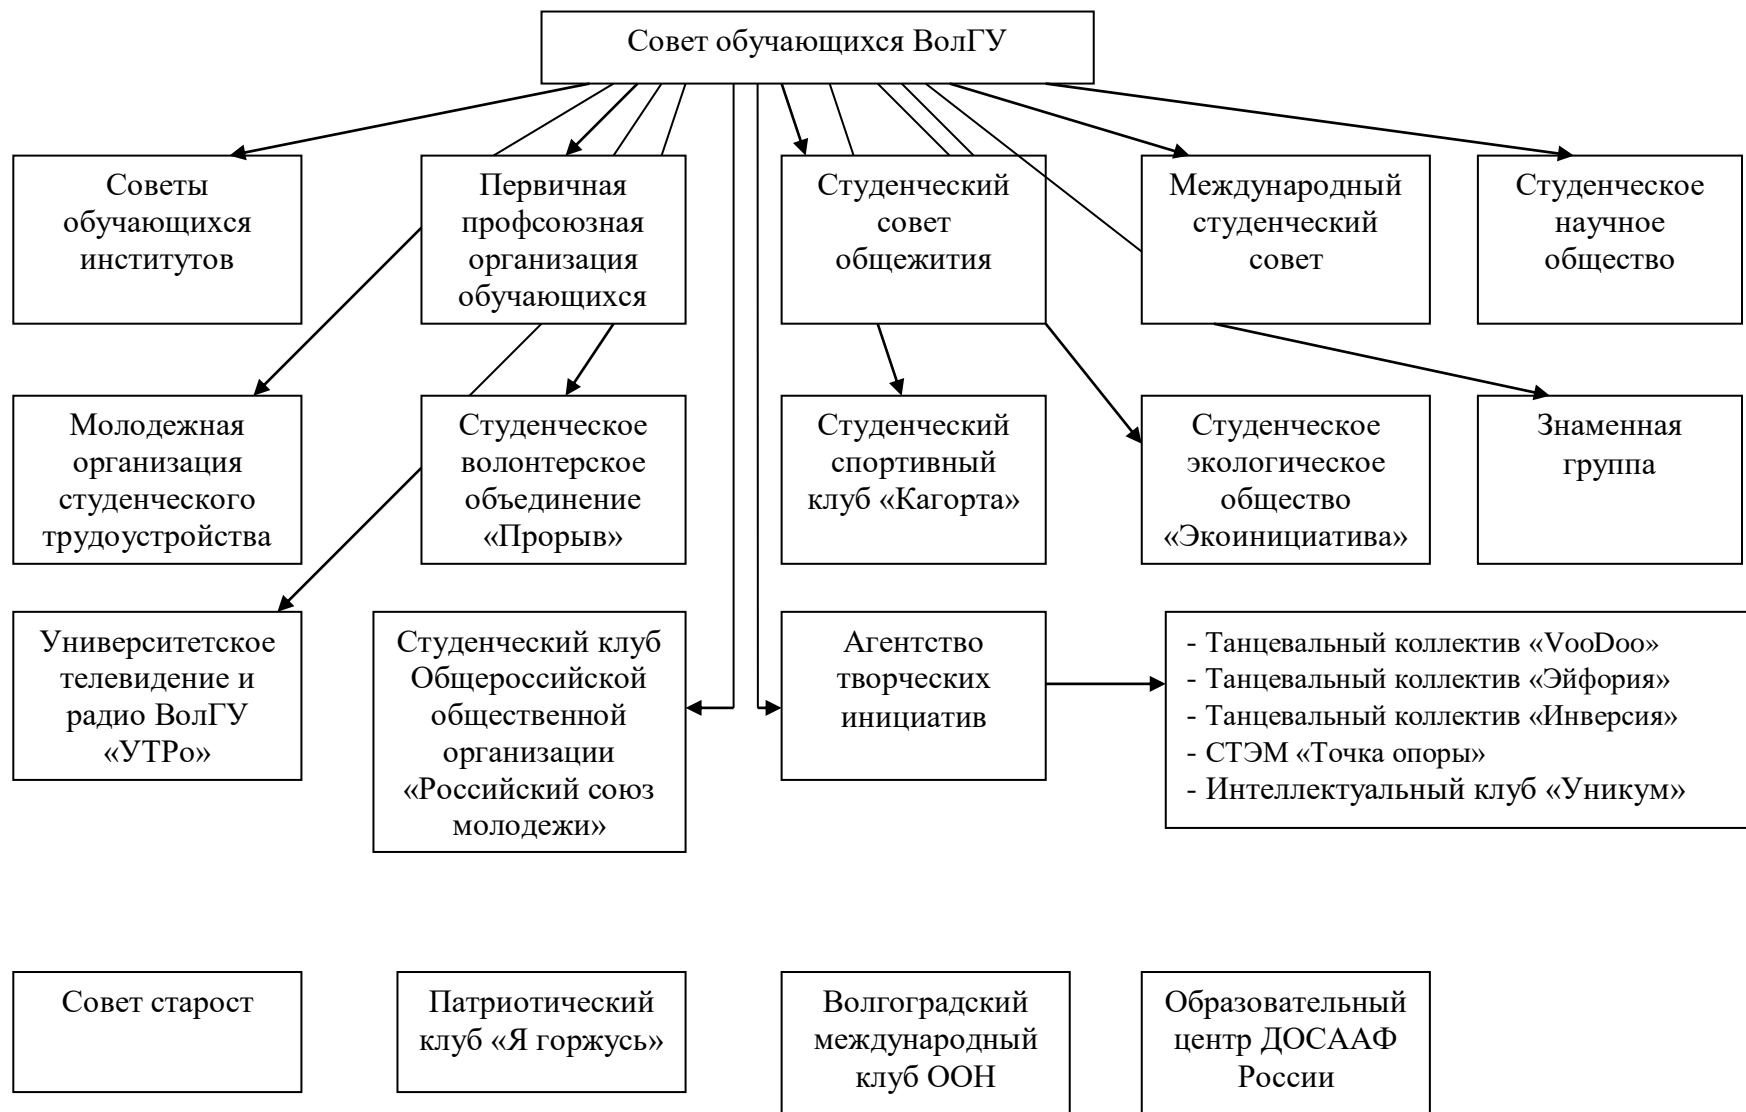 Совет обучающихся ВолГУ
Советы
обучающихся
институтов
Первичная
профсоюзная
организация
обучающихся
Студенческий
совет
общежития
Международный
студенческий
совет
Студенческое
научное
общество
Молодежная
организация
студенческого
трудоустройства
Студенческое
волонтерское
объединение
«Прорыв»
Студенческий
спортивный
клуб «Кагорта»
Студенческое
экологическое
общество
«Экоинициатива»
Знаменная
группа
Университетское
телевидение и
радио ВолГУ
«УТРо»
Студенческий клуб
Общероссийской
общественной
организации
«Российский союз
молодежи»
Агентство
творческих
инициатив
- Танцевальный коллектив «VooDoo»
- Танцевальный коллектив «Эйфория»
- Танцевальный коллектив «Инверсия»
- СТЭМ «Точка опоры»
- Интеллектуальный клуб «Уникум»
Совет старост
Патриотический
клуб «Я горжусь»
Волгоградский
международный
клуб ООН
Образовательный
центр ДОСААФ
России